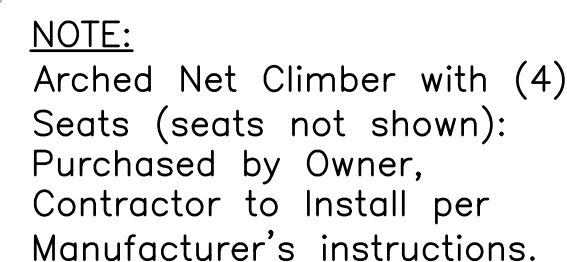 NOTE:
Arched Net Climber with (4)
Seats (seats not shown):
Purchased by Owner,
Contractor to Install per
Manufacturer's instructions.